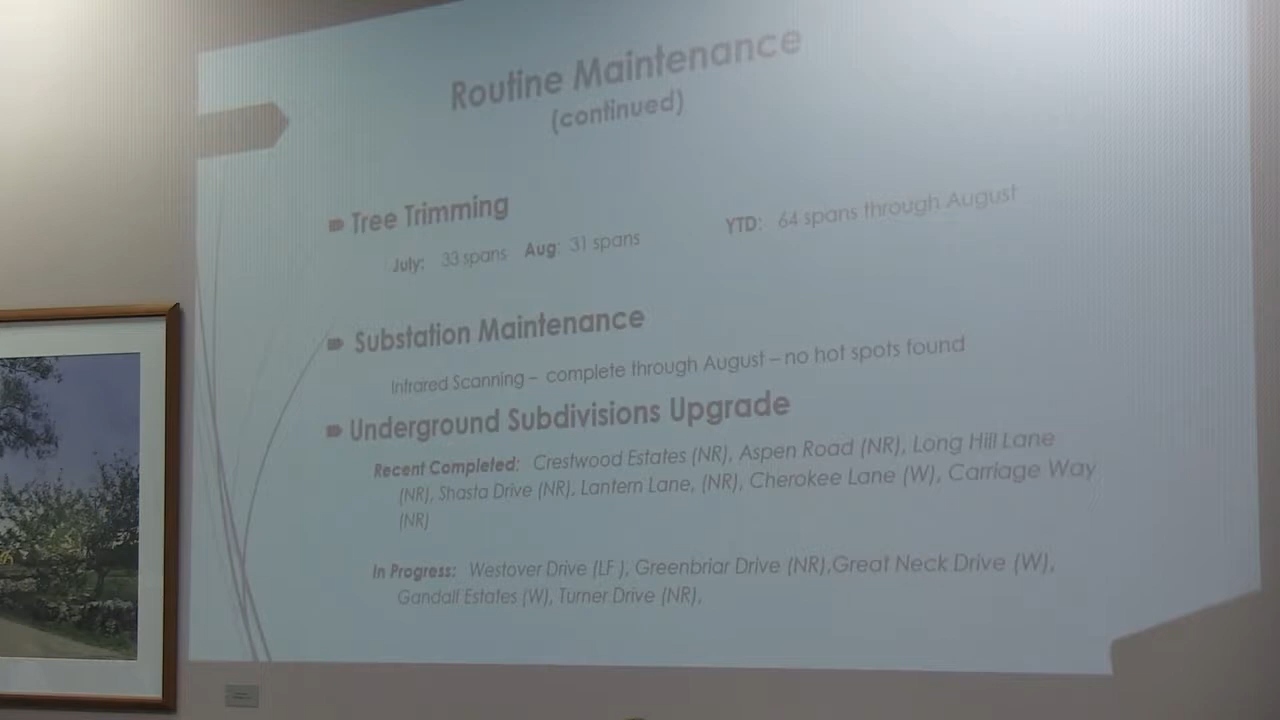 Routine Maintenance
(continued)
Tree Trimming
July: 33 spans Aug: 31 spans YTD: 64 spans through August
Substation Maintenance
Infrared Scanning – complete through August – no hot spots found
Underground Subdivisions Upgrade
Recent Completed: Crestwood Estates (NR), Aspen Road (NR), Long Hill Lane
(NR), Shasta Drive (NR), Lantern Lane, (NR), Cherokee Lane (W), Carriage Way
(NR)
In Progress: Westover Drive (LF ), Greenbriar Drive (NR),Great Neck Drive (W),
Gandalf Estates (W), Turner Drive (NR),